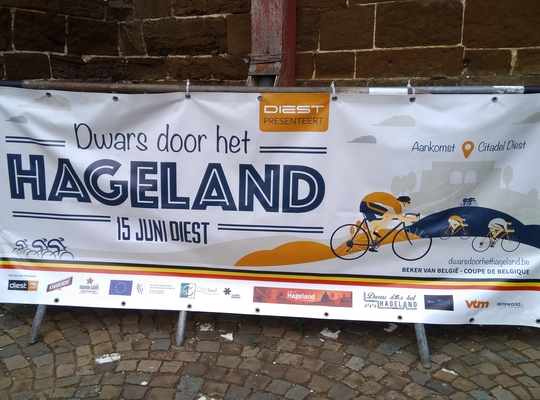 DIEST
PRESENTEERT
Dwars door het
HAGELAND
15 JUNI DIEST
Aankomst Citadel Diest
dwarsdoorhethageland.be
BEKER VAN BELGIË - COUPE DE BELGIQUE
diest
Hageland
Dwars door het
HAGELAND
vtm